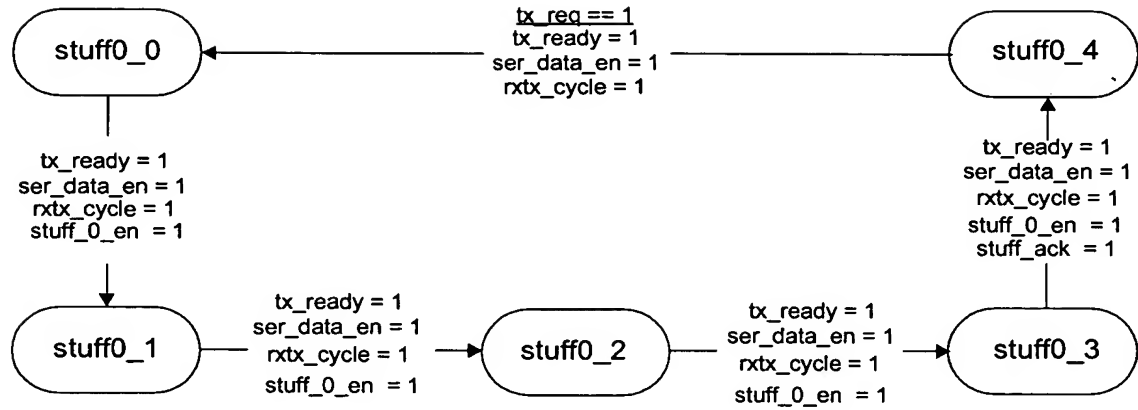 stuff0_0
tx_req == 1
tx_ready = 1
ser_data_en = 1
rxtx_cycle = 1
stuff0_4
tx_ready = 1
ser_data_en = 1
rxtx_cycle = 1
stuff_0_en = 1
tx_ready = 1
ser_data_en = 1
rxtx_cycle = 1
stuff_0_en = 1
stuff_ack = 1
stuff0_1
tx_ready = 1
ser_data_en = 1
rxtx_cycle = 1
stuff_0_en = 1
stuff0_2
tx_ready = 1
ser_data_en = 1
rxtx_cycle = 1
stuff_0_en = 1
stuff0_3